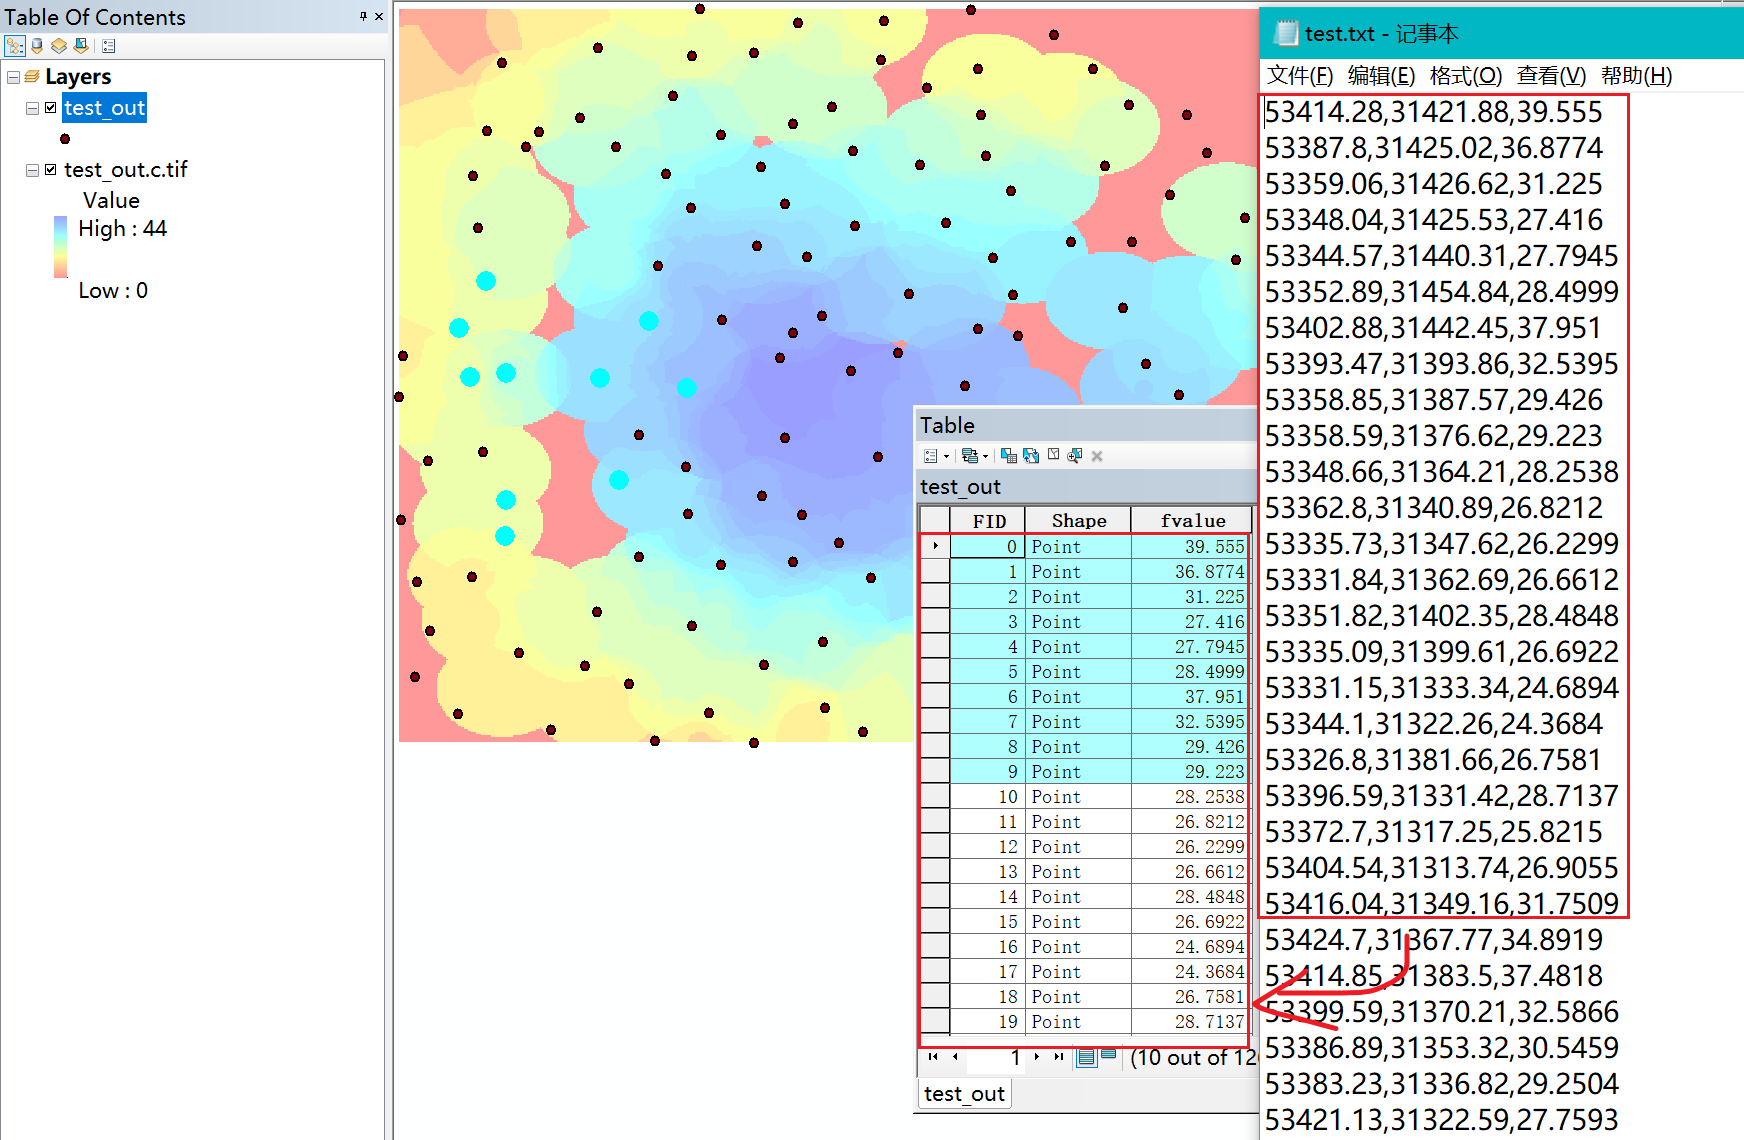 Table Of Contents
Layers
test_out
test_out.c.tif
Value
High : 44
Low : 0
Table
test_out
FID Shape fvalue
0 Point 39.555
1 Point 36.8774
2 Point 31.225
3 Point 27.416
4 Point 27.7945
5 Point 28.4999
6 Point 37.951
7 Point 32.5395
8 Point 29.426
9 Point 29.223
10 Point 28.2538
11 Point 26.8212
12 Point 26.2299
13 Point 26.6612
14 Point 28.4848
15 Point 26.6922
16 Point 24.6894
17 Point 24.3684
18 Point 26.7581
19 Point 28.7137
1 (10 out of 12
test_out
test.txt - 记事本
文件(F) 编辑(E) 格式(O) 查看(V) 帮助(H)
53414.28,31421.88,39.555
53387.8,31425.02,36.8774
53359.06,31426.62,31.225
53348.04,31425.53,27.416
53344.57,31440.31,27.7945
53352.89,31454.84,28.4999
53402.88,31442.45,37.951
53393.47,31393.86,32.5395
53358.85,31387.57,29.426
53358.59,31376.62,29.223
53348.66,31364.21,28.2538
53362.8,31340.89,26.8212
53335.73,31347.62,26.2299
53331.84,31362.69,26.6612
53351.82,31402.35,28.4848
53335.09,31399.61,26.6922
53331.15,31333.34,24.6894
53344.1,31322.26,24.3684
53326.8,31381.66,26.7581
53396.59,31331.42,28.7137
53372.7,31317.25,25.8215
53404.54,31313.74,26.9055
53416.04,31349.16,31.7509
53424.7,31367.77,34.8919
53414.85,31383.5,37.4818
53399.59,31370.21,32.5866
53386.89,31353.32,30.5459
53383.23,31336.82,29.2504
53421.13,31322.59,27.7593